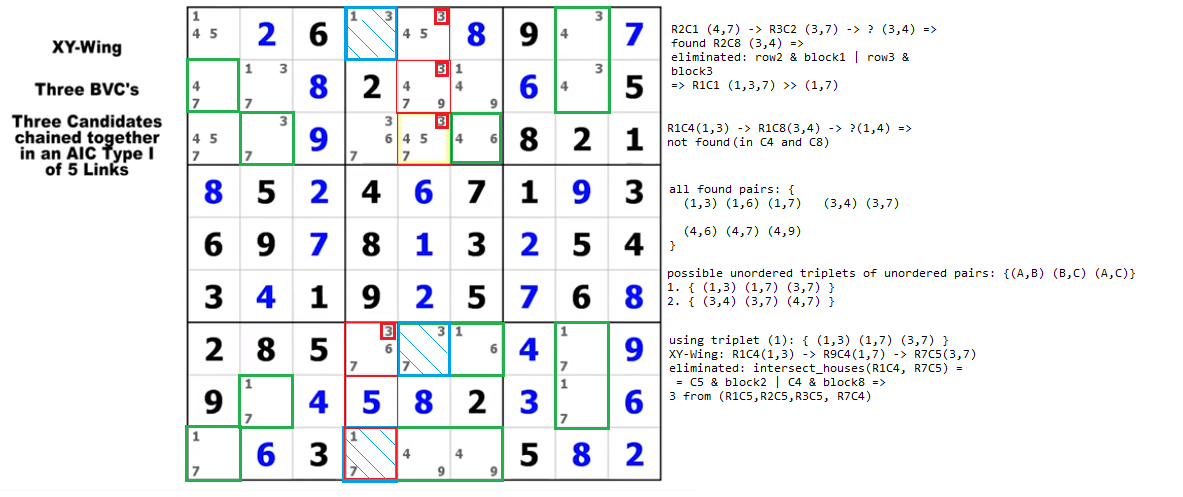 XY-Wing
Three BVC's
Three Candidates
chained together
in an AIC Type I
of 5 Links
1 1 3 3 3
4 5 2 6 4 5 8 9 4 7
1 3 3 1 3
4 8 2 4 4 6 4 5
7 7 7 9 9
3 3 3
4 5 9 6 4 5 4 6 8 2 1
7 7 7 7
8 5 2 4 6 7 1 9 3
6 9 7 8 1 3 2 5 4
3 4 1 9 2 5 7 6 8
3 3 1 1
2 8 5 6 6 4 9
7 7 7
1 1
9 4 5 8 2 3 6
7 7
1 1
6 3 4 4 5 8 2
7 7 9 9
R2C1 (4,7) -> R3C2 (3,7) -> ? (3,4) =>
found R2C8 (3,4) =>
eliminated: row2 & block1 | row3 &
block3
=> R1C1 (1,3,7) >> (1,7)
R1C4(1,3) -> R1C8(3,4) -> ?(1,4) =>
not found(in C4 and C8)
all found pairs: {
(1,3) (1,6) (1,7) (3,4) (3,7)
(4,6) (4,7) (4,9)
}
possible unordered triplets of unordered pairs: {(A,B) (B,C) (A,C)}
1. { (1,3) (1,7) (3,7) }
2. { (3,4) (3,7) (4,7) }
using triplet (1): { (1,3) (1,7) (3,7) }
XY-Wing: R1C4(1,3) -> R9C4(1,7) -> R7C5(3,7)
eliminated: intersect_houses(R1C4, R7C5) =
= C5 & block2 | C4 & block8 =>
3 from (R1C5,R2C5,R3C5, R7C4)